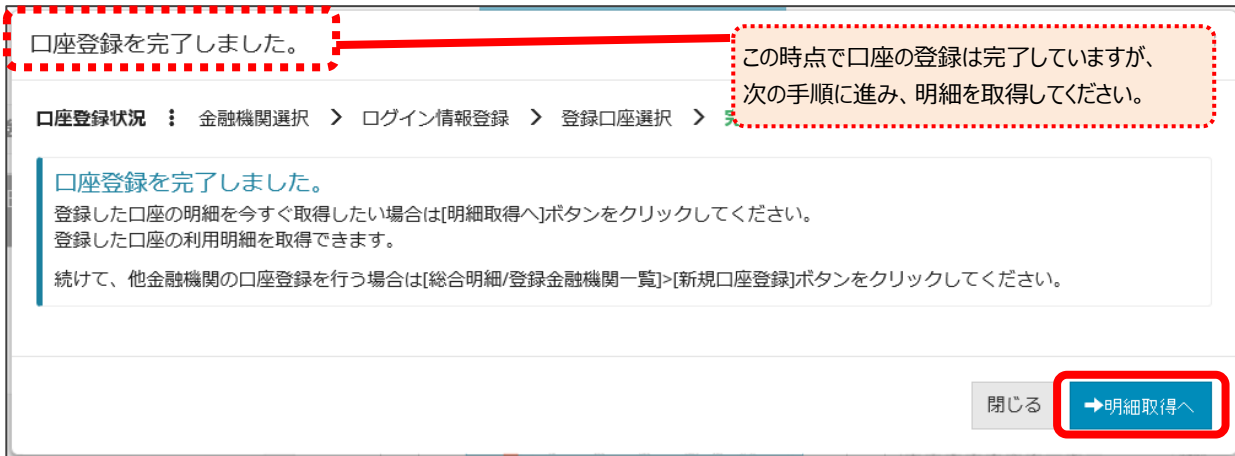 口座登録を完了しました。
この時点で口座の登録は完了していますが、
次の手順に進み、明細を取得してください。
口座登録状況 ⋮ 金融機関選択 > ログイン情報登録 > 登録口座選択 >
口座登録を完了しました。
登録した口座の明細を今すぐ取得したい場合は[明細取得へ]ボタンをクリックしてください。
登録した口座の利用明細を取得できます。
続けて、他金融機関の口座登録を行う場合は[総合明細/登録金融機関一覧]>[新規口座登録]ボタンをクリックしてください。
閉じる
➔明細取得へ